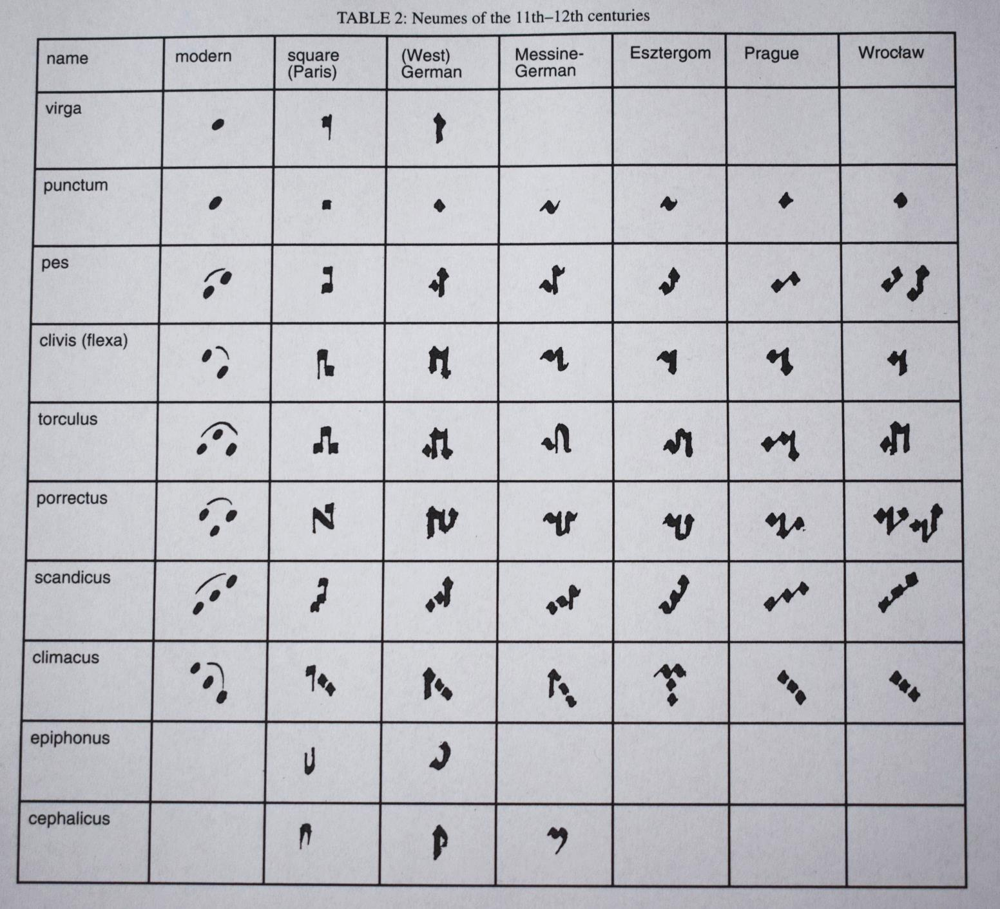 TABLE 2: Neumes of the 11th–12th centuries
name
modern
square
(Paris)
(West)
German
Messine-
German
Esztergom
Prague
Wrocław
virga
punctum
pes
clivis (flexa)
torculus
porrectus
scandicus
climacus
epiphonus
cephalicus